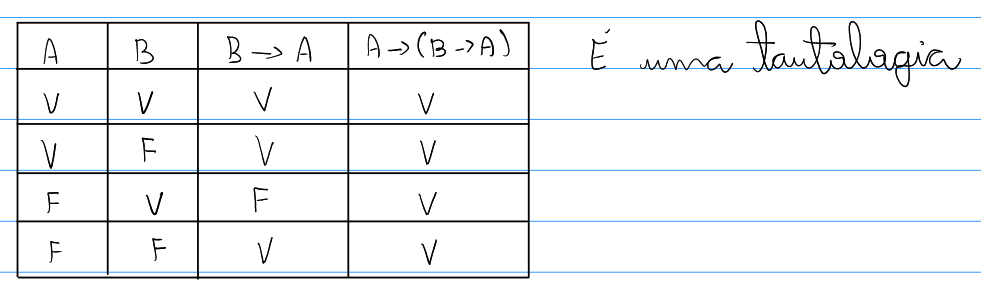 A B B → A A → (B → A) É uma tautologia
V V V V
V F V V
F V F V
F F V V